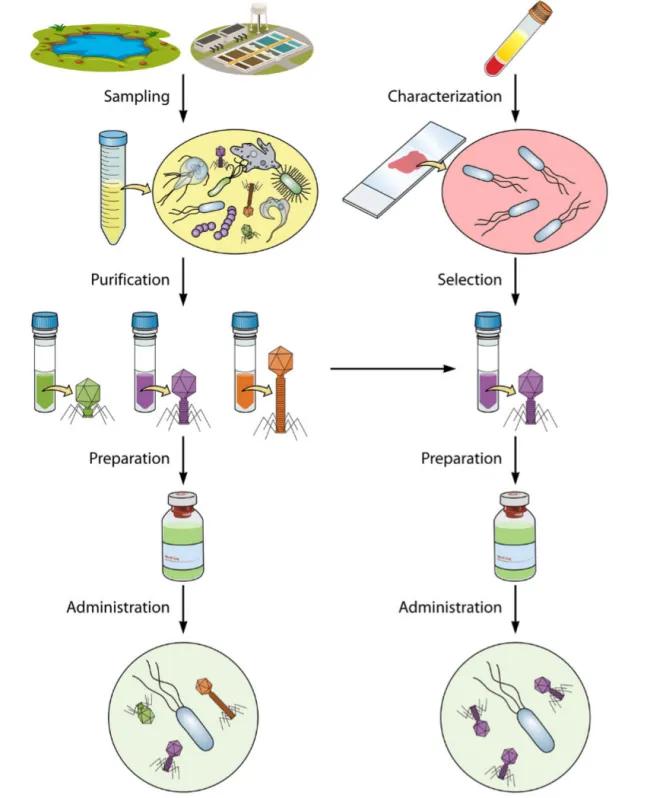 Sampling
Characterization
Purification
Selection
Preparation
Preparation
Administration
Administration